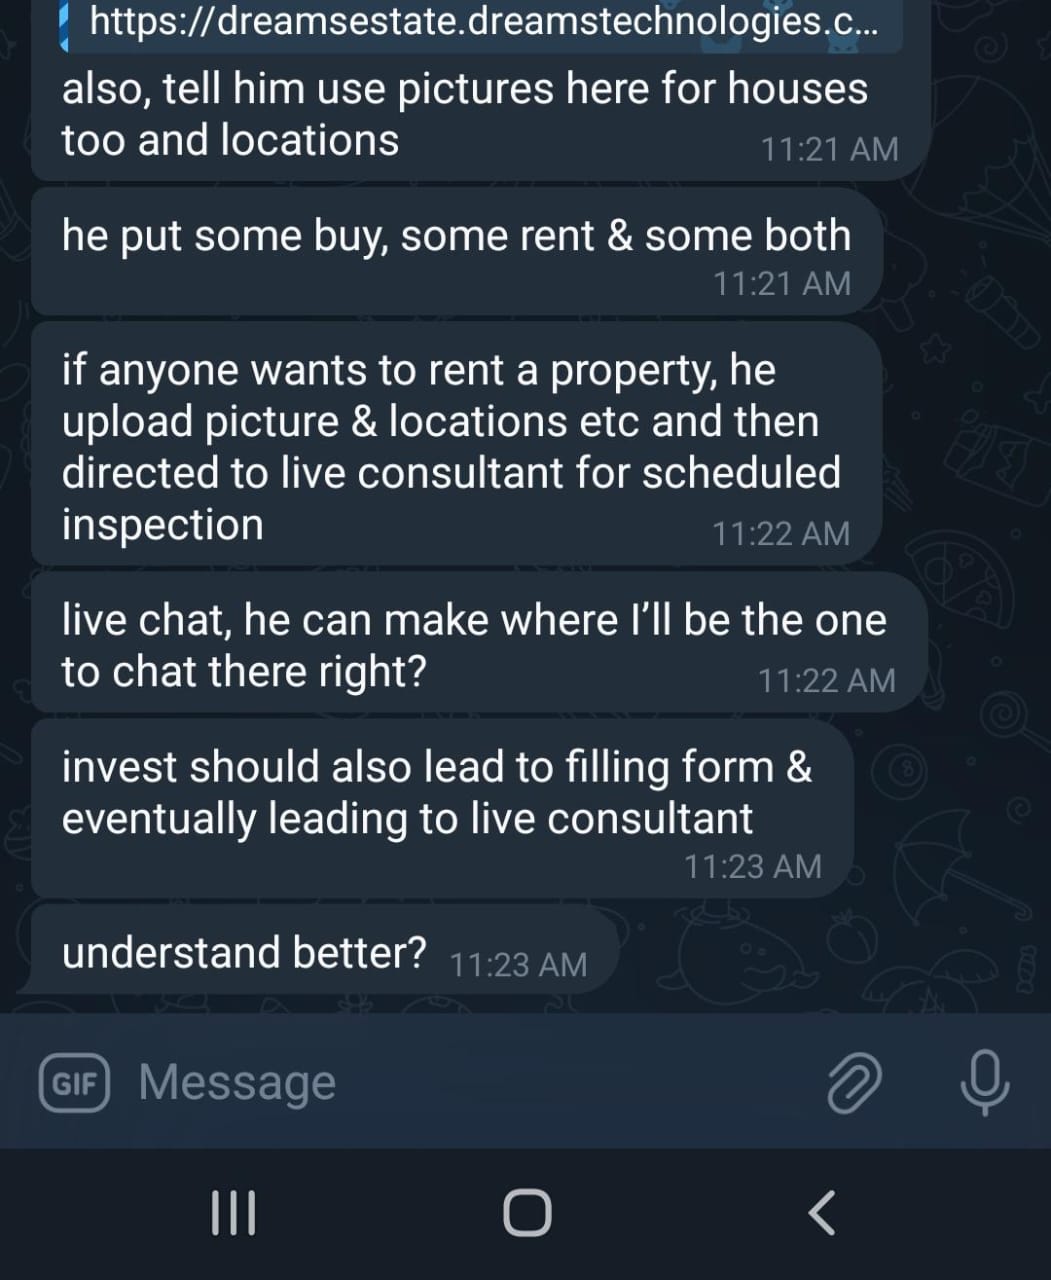 https://dreamsestate.dreamstechnologies.c...
also, tell him use pictures here for houses
too and locations
11:21 AM
he put some buy, some rent & some both
11:21 AM
if anyone wants to rent a property, he
upload picture & locations etc and then
directed to live consultant for scheduled
inspection
11:22 AM
live chat, he can make where I'll be the one
to chat there right?
11:22 AM
invest should also lead to filling form &
eventually leading to live consultant
11:23 AM
understand better?
11:23 AM
GIF
Message